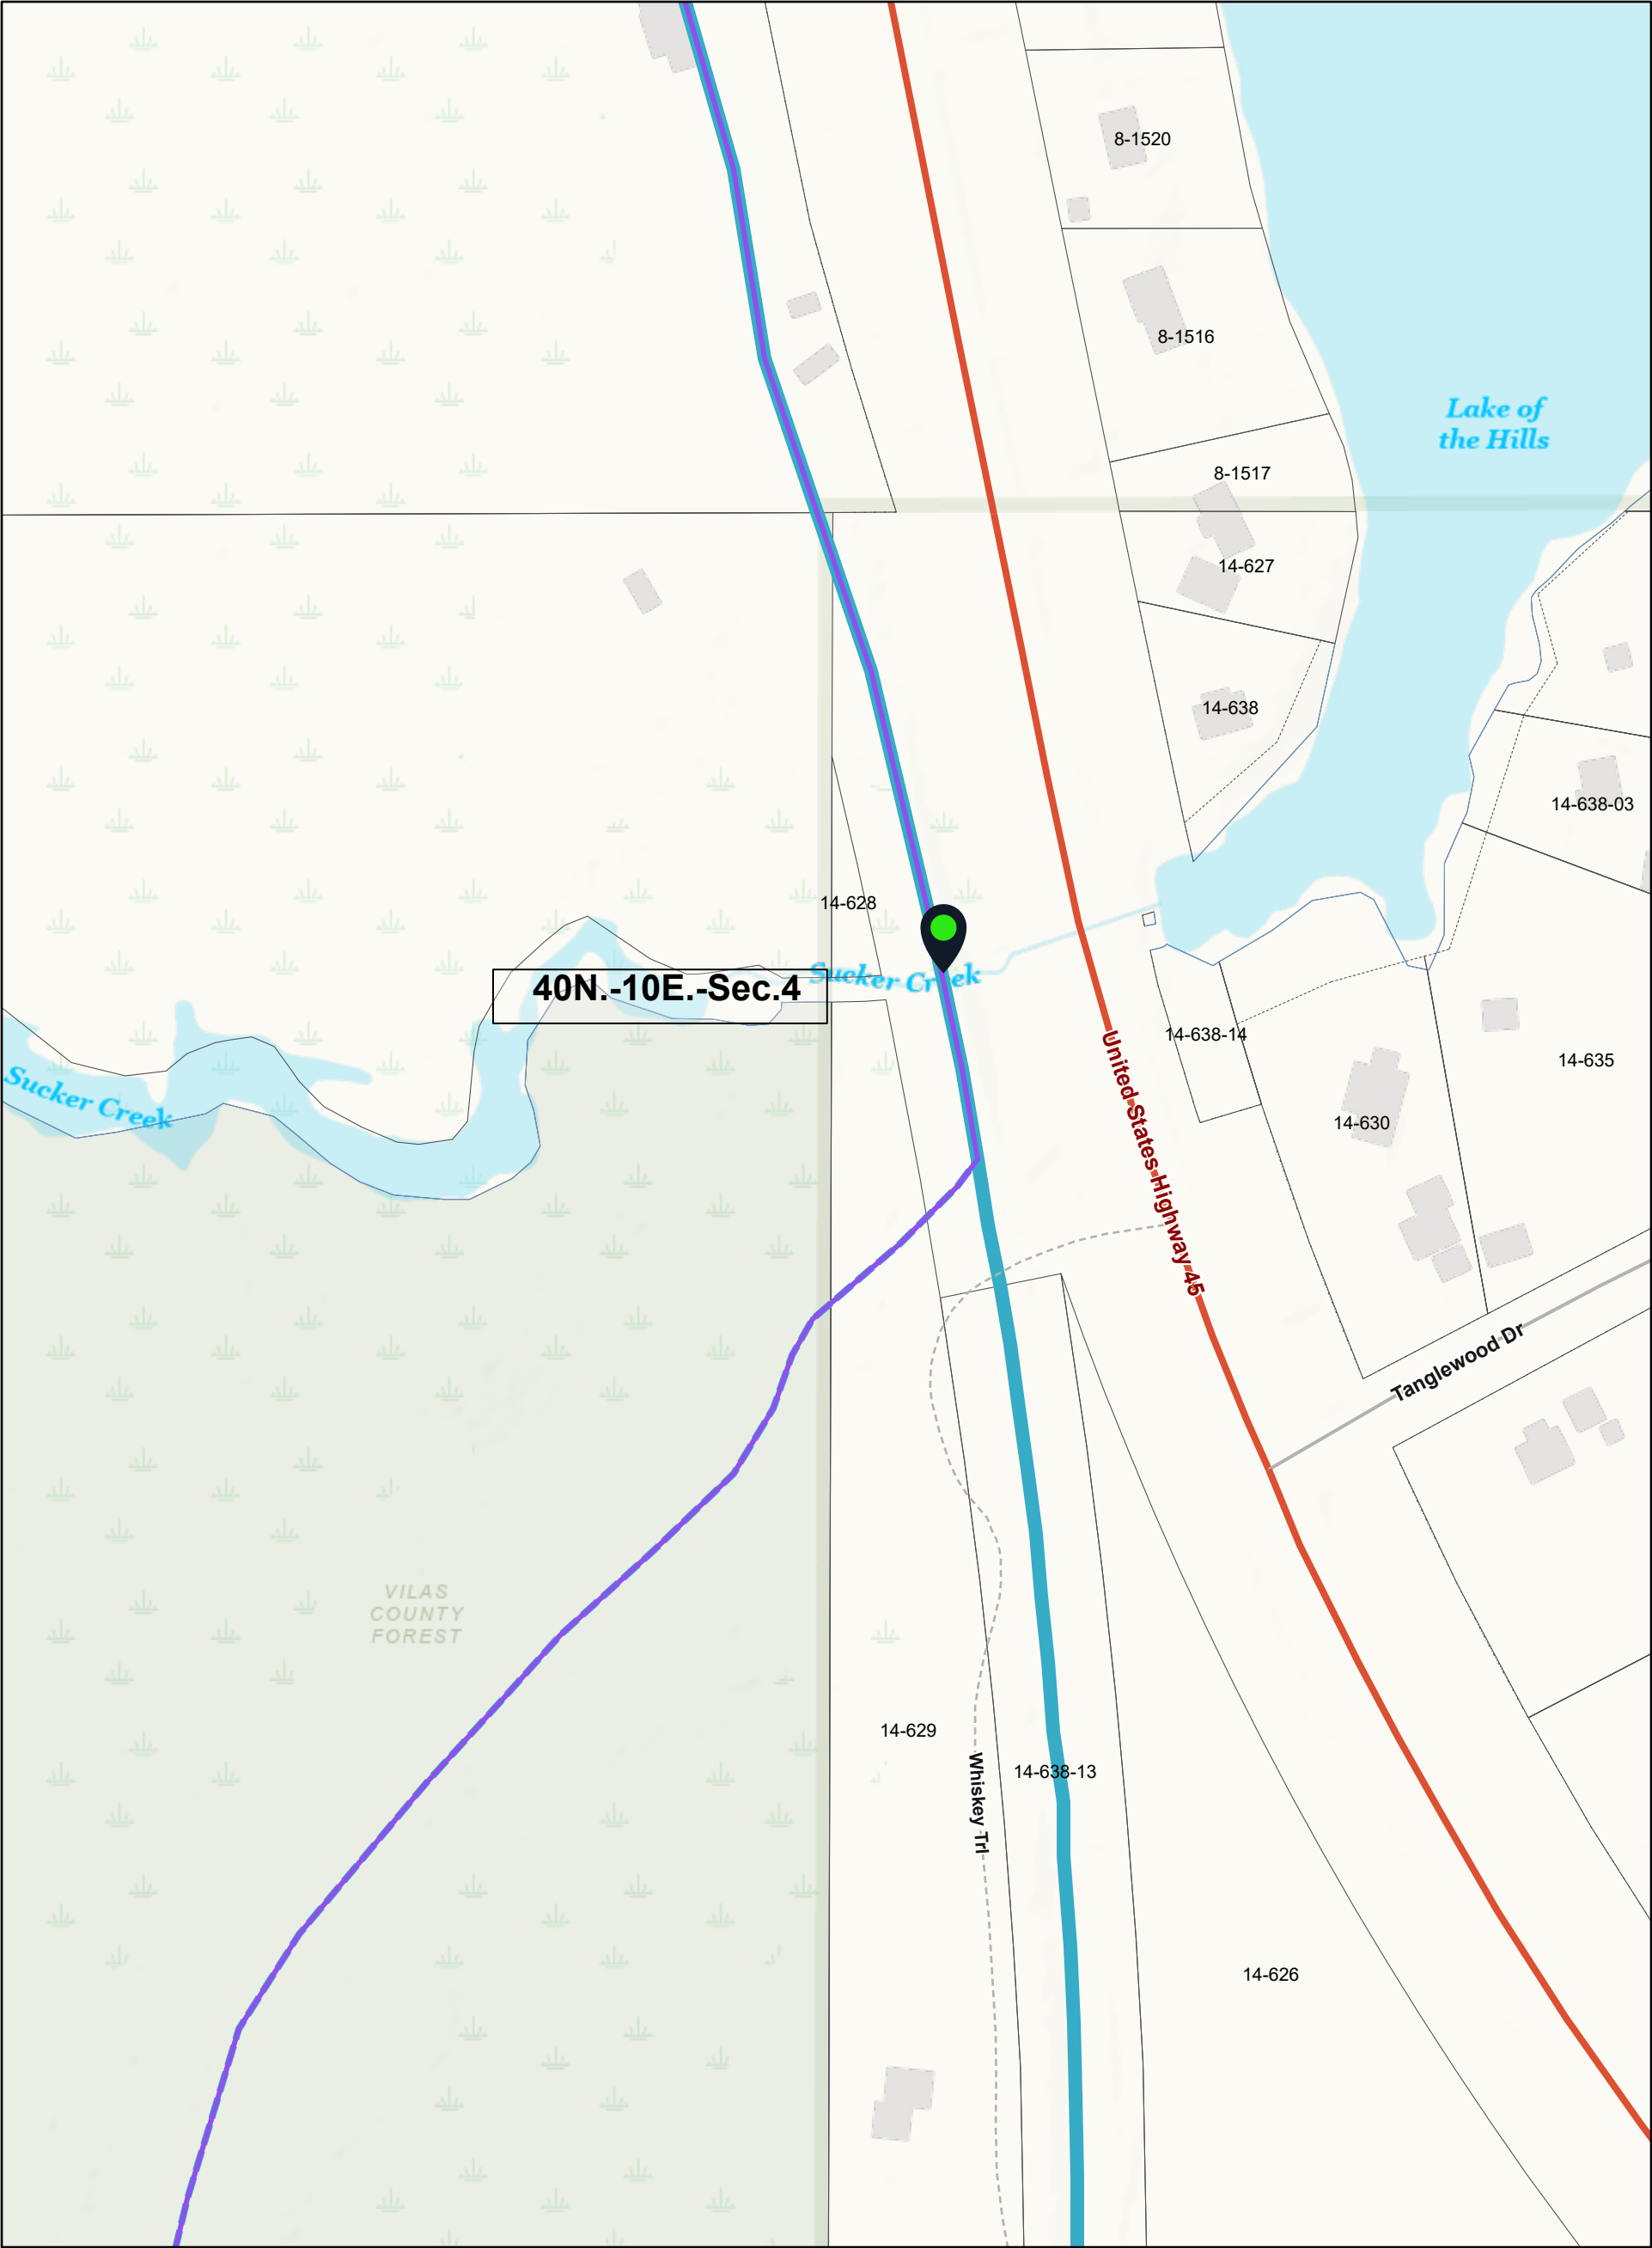 8-1520
8-1516
Lake of
the Hills
8-1517
14-627
14-638
14-638-03
14-628
Sucker Creek
40N.-10E.-Sec.4
14-638-14
14-635
Sucker Creek
14-630
United States Highway 45
Tanglewood Dr
VILAS
COUNTY
FOREST
14-629
Whiskey Trl
14-638-13
14-626